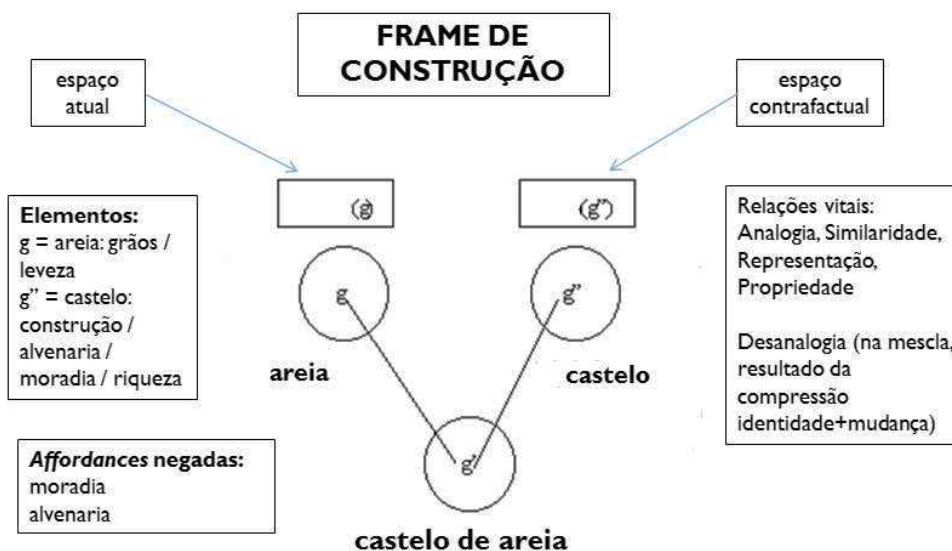 FRAME DE
CONSTRUÇÃO
espaço
atual
espaço
contrafactual
(g)
(g”)
Elementos:
g = areia: grãos /
leveza
g” = castelo:
construção /
alvenaria /
moradia / riqueza
g
g”
areia
castelo
Relações vitais:
Analogia, Similaridade,
Representação,
Propriedade
Desanalogia (na mescla,
resultado da
compressão
identidade+mudança)
Affordances negadas:
moradia
alvenaria
g’
castelo de areia